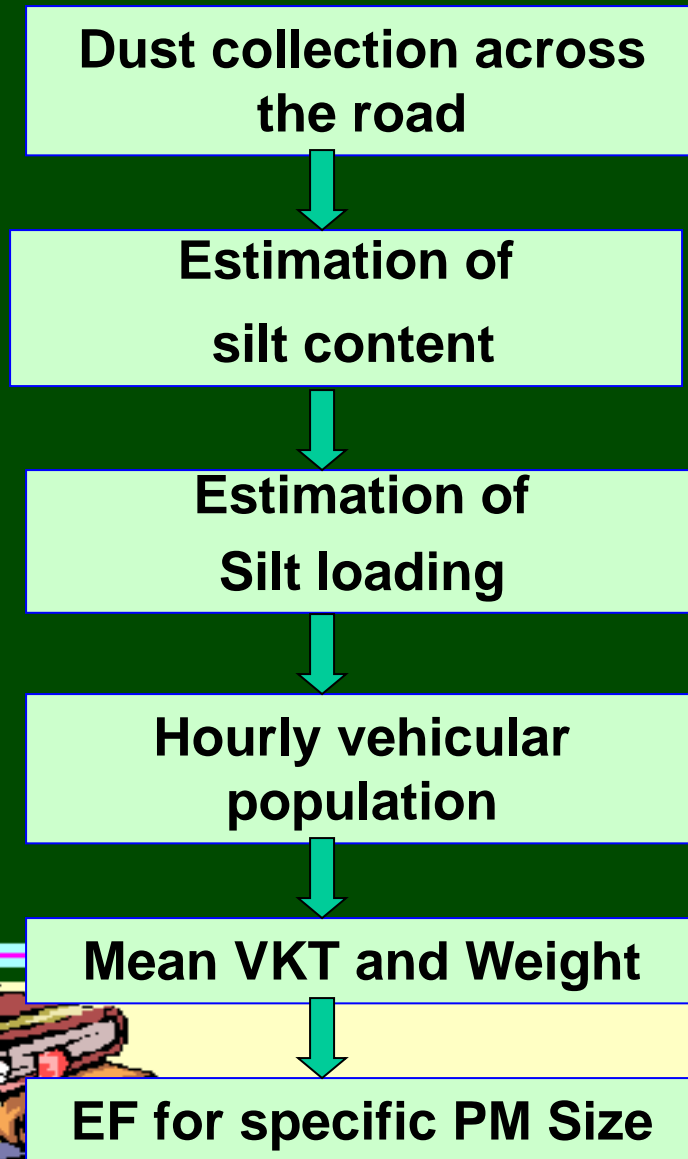 Dust collection across
the road
Estimation of
silt content
Estimation of
Silt loading
Hourly vehicular
population
Mean VKT and Weight
EF for specific PM Size